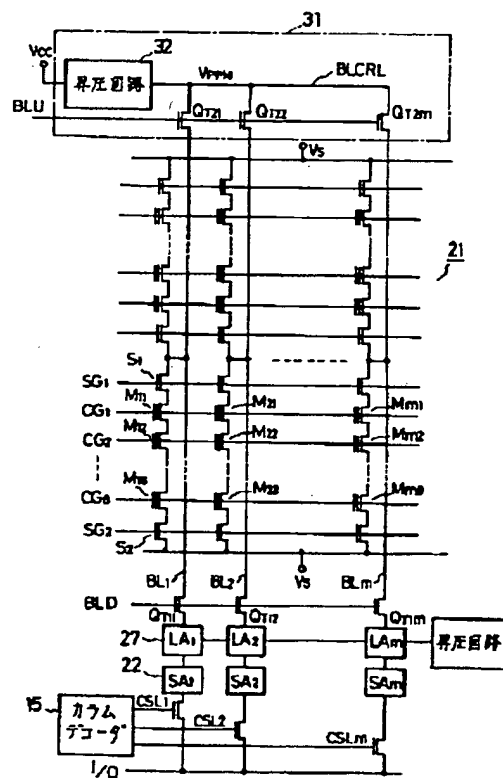 31
32
Vcc
昇圧回路
VPPM
BLCRL
BLU
QT21
QT22
QT2m
Vs
21
S1
SG1
M11
M21
Mm1
CG1
M12
M22
Mm2
CG2
M18
M28
Mm8
CG8
SG2
S2
BL1
BL2
Vs
BLm
BLD
QT11
QT12
QT1m
27
LA1
LA2
LAm
昇圧回路
22
SA1
SA2
SAm
15
カラム
デコーダ
CSL1
CSL2
CSLm
I/O